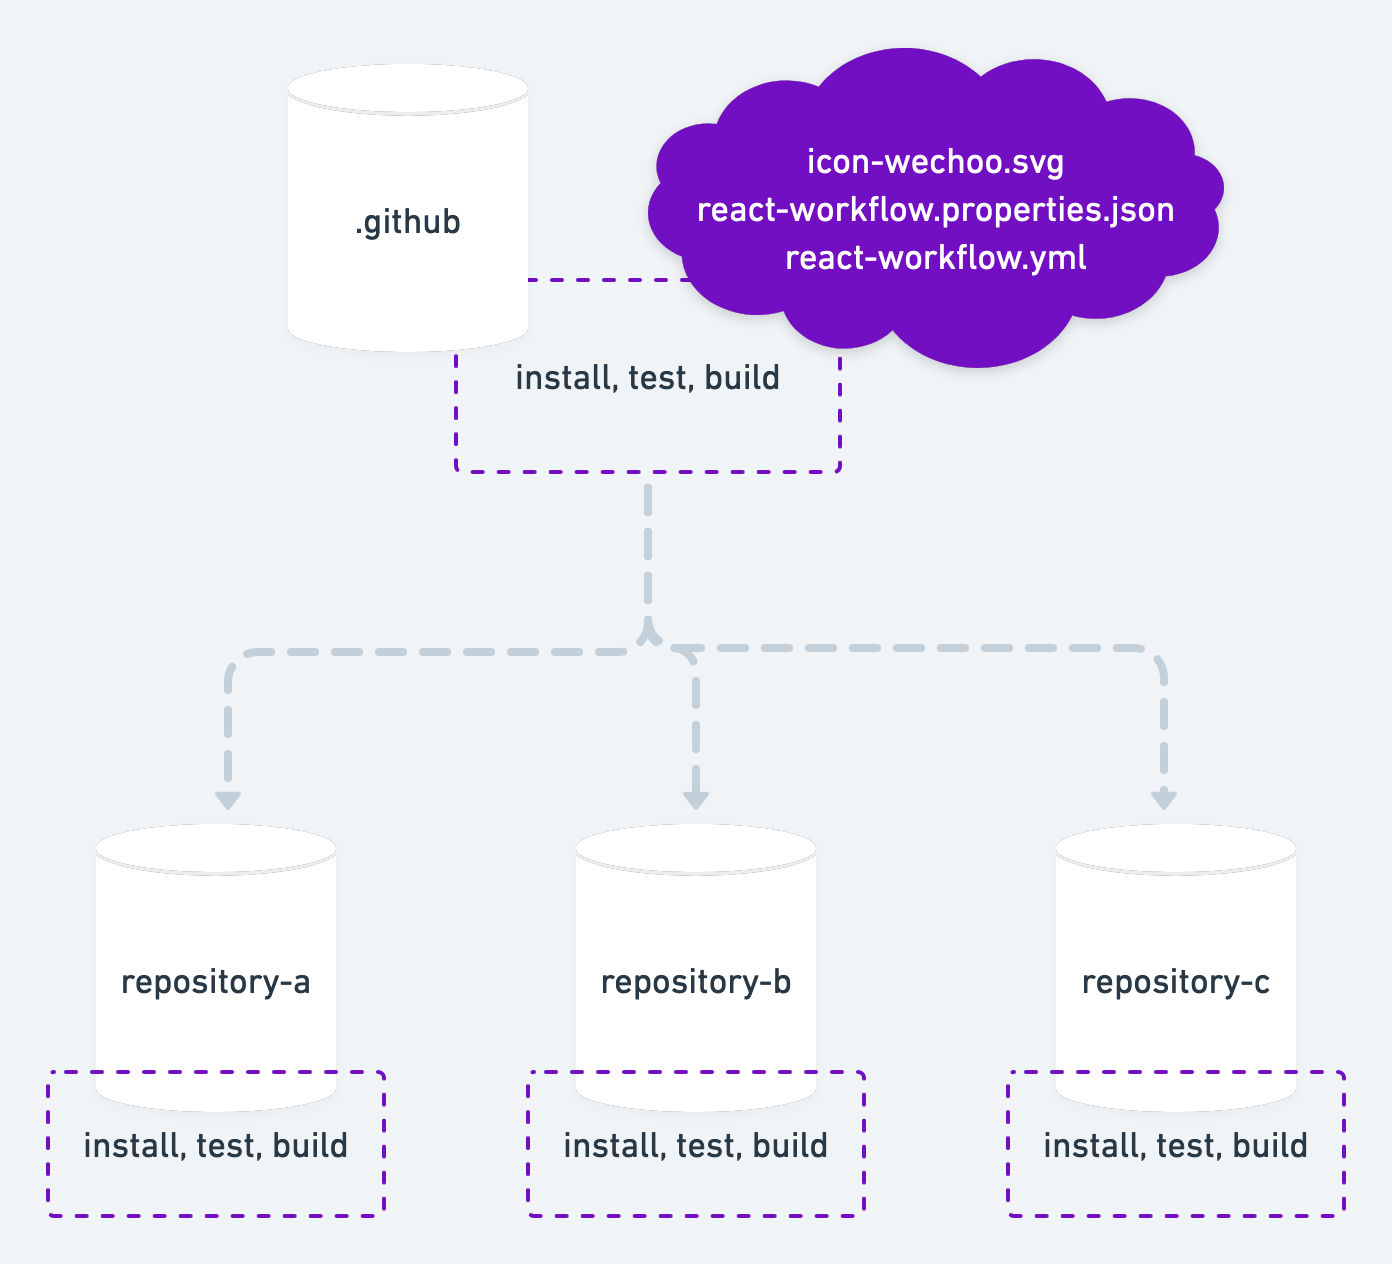 .github
icon-wechoo.svg
react-workflow.properties.json
react-workflow.yml
install, test, build
repository-a
repository-b
repository-c
install, test, build
install, test, build
install, test, build